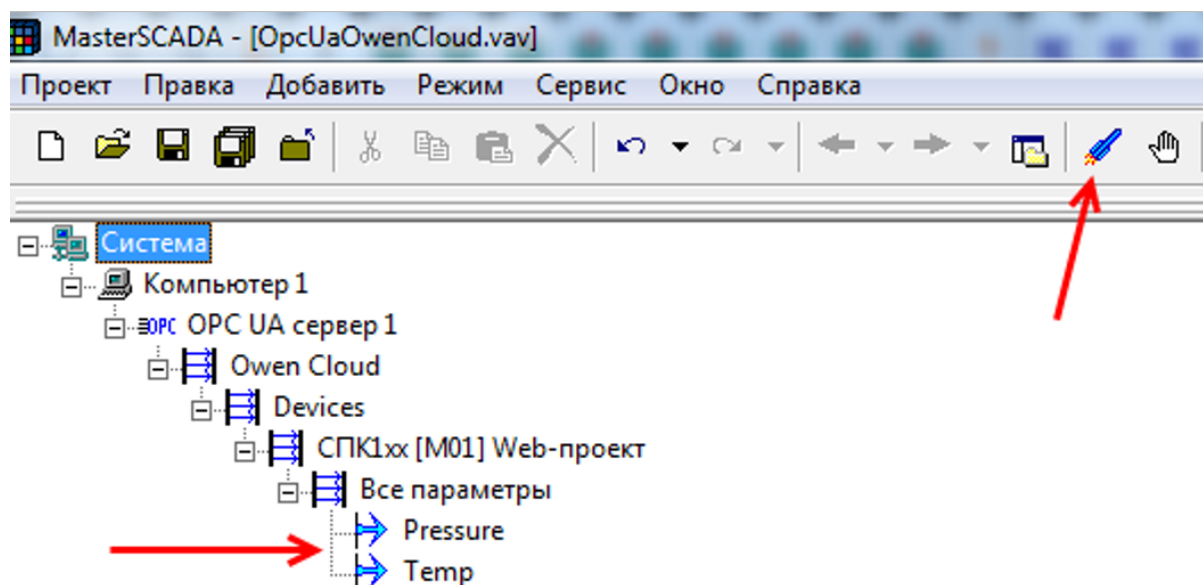 MasterSCADA - [OpcUaOwenCloud.vav]
Проект Правка Добавить Режим Сервис Окно Справка
Система
Компьютер 1
OPC OPC UA сервер 1
Owen Cloud
Devices
СПК1xx [M01] Web-проект
Все параметры
Pressure
Temp